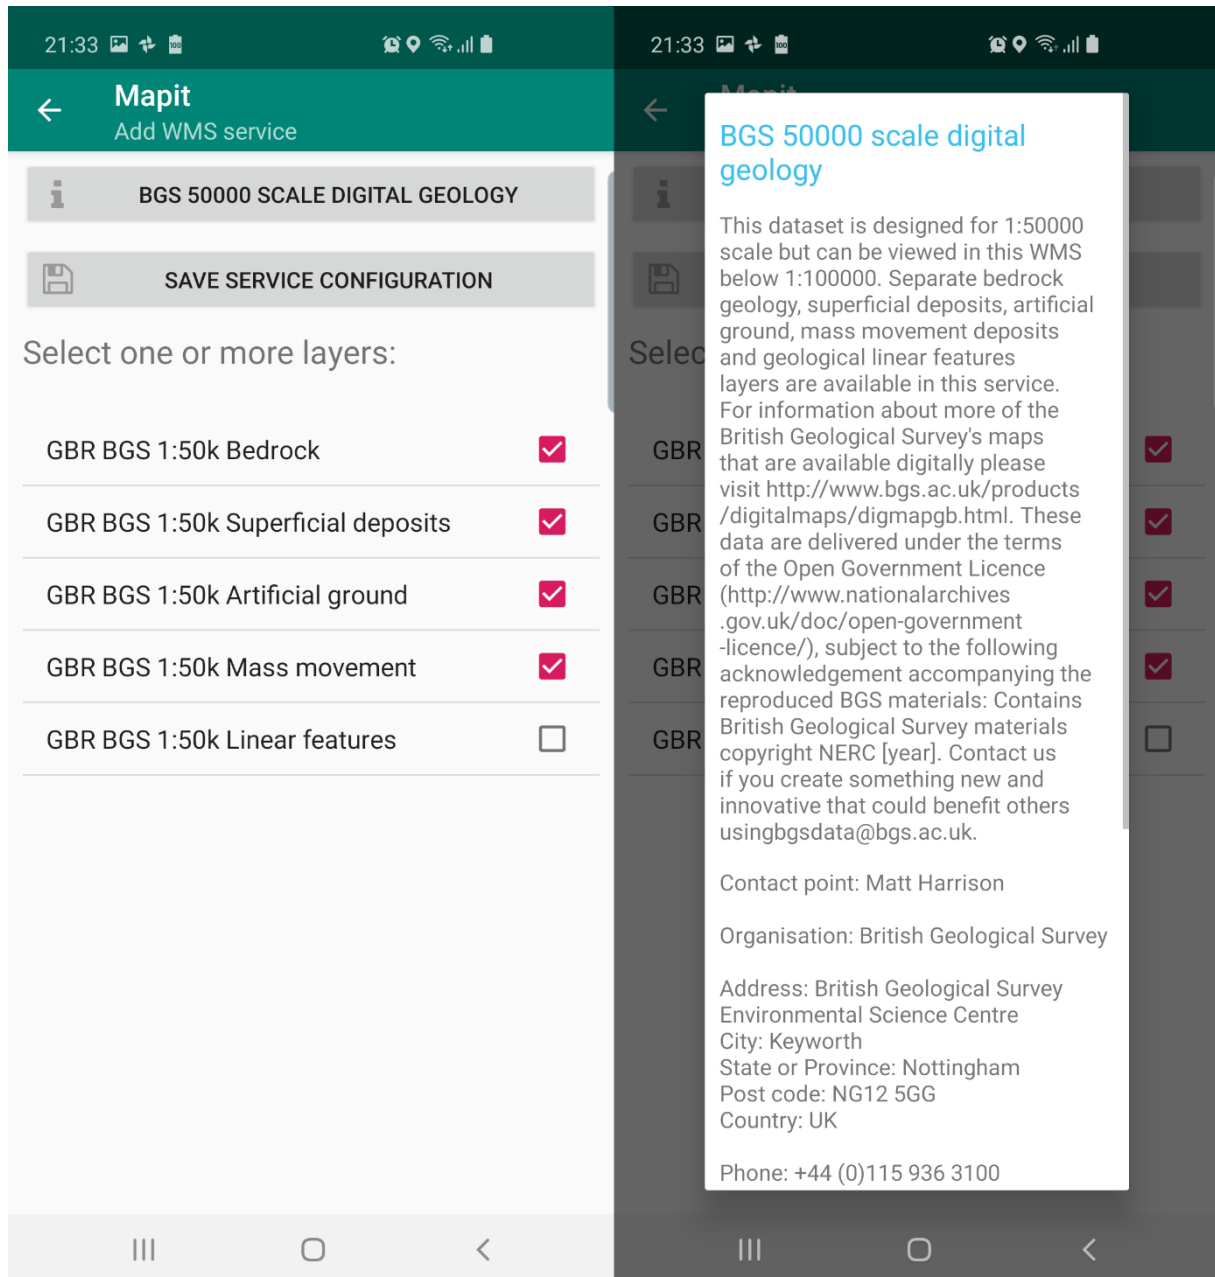 21:33
Mapit
Add WMS service
BGS 50000 SCALE DIGITAL GEOLOGY
SAVE SERVICE CONFIGURATION
Select one or more layers:
GBR BGS 1:50k Bedrock
GBR BGS 1:50k Superficial deposits
GBR BGS 1:50k Artificial ground
GBR BGS 1:50k Mass movement
GBR BGS 1:50k Linear features
21:33
Mapit
BGS 50000 scale digital
geology
This dataset is designed for 1:50000
scale but can be viewed in this WMS
below 1:100000. Separate bedrock
geology, superficial deposits, artificial
ground, mass movement deposits
and geological linear features
layers are available in this service.
For information about more of the
British Geological Survey's maps
that are available digitally please
visit http://www.bgs.ac.uk/products
/digitalmaps/digmapgb.html. These
data are delivered under the terms
of the Open Government Licence
(http://www.nationalarchives
.gov.uk/doc/open-government
-licence/), subject to the following
acknowledgement accompanying the
reproduced BGS materials: Contains
British Geological Survey materials
copyright NERC [year]. Contact us
if you create something new and
innovative that could benefit others
usingbgsdata@bgs.ac.uk.
Contact point: Matt Harrison
Organisation: British Geological Survey
Address: British Geological Survey
Environmental Science Centre
City: Keyworth
State or Province: Nottingham
Post code: NG12 5GG
Country: UK
Phone: +44 (0)115 936 3100
Selec
GBR
GBR
GBR
GBR
GBR